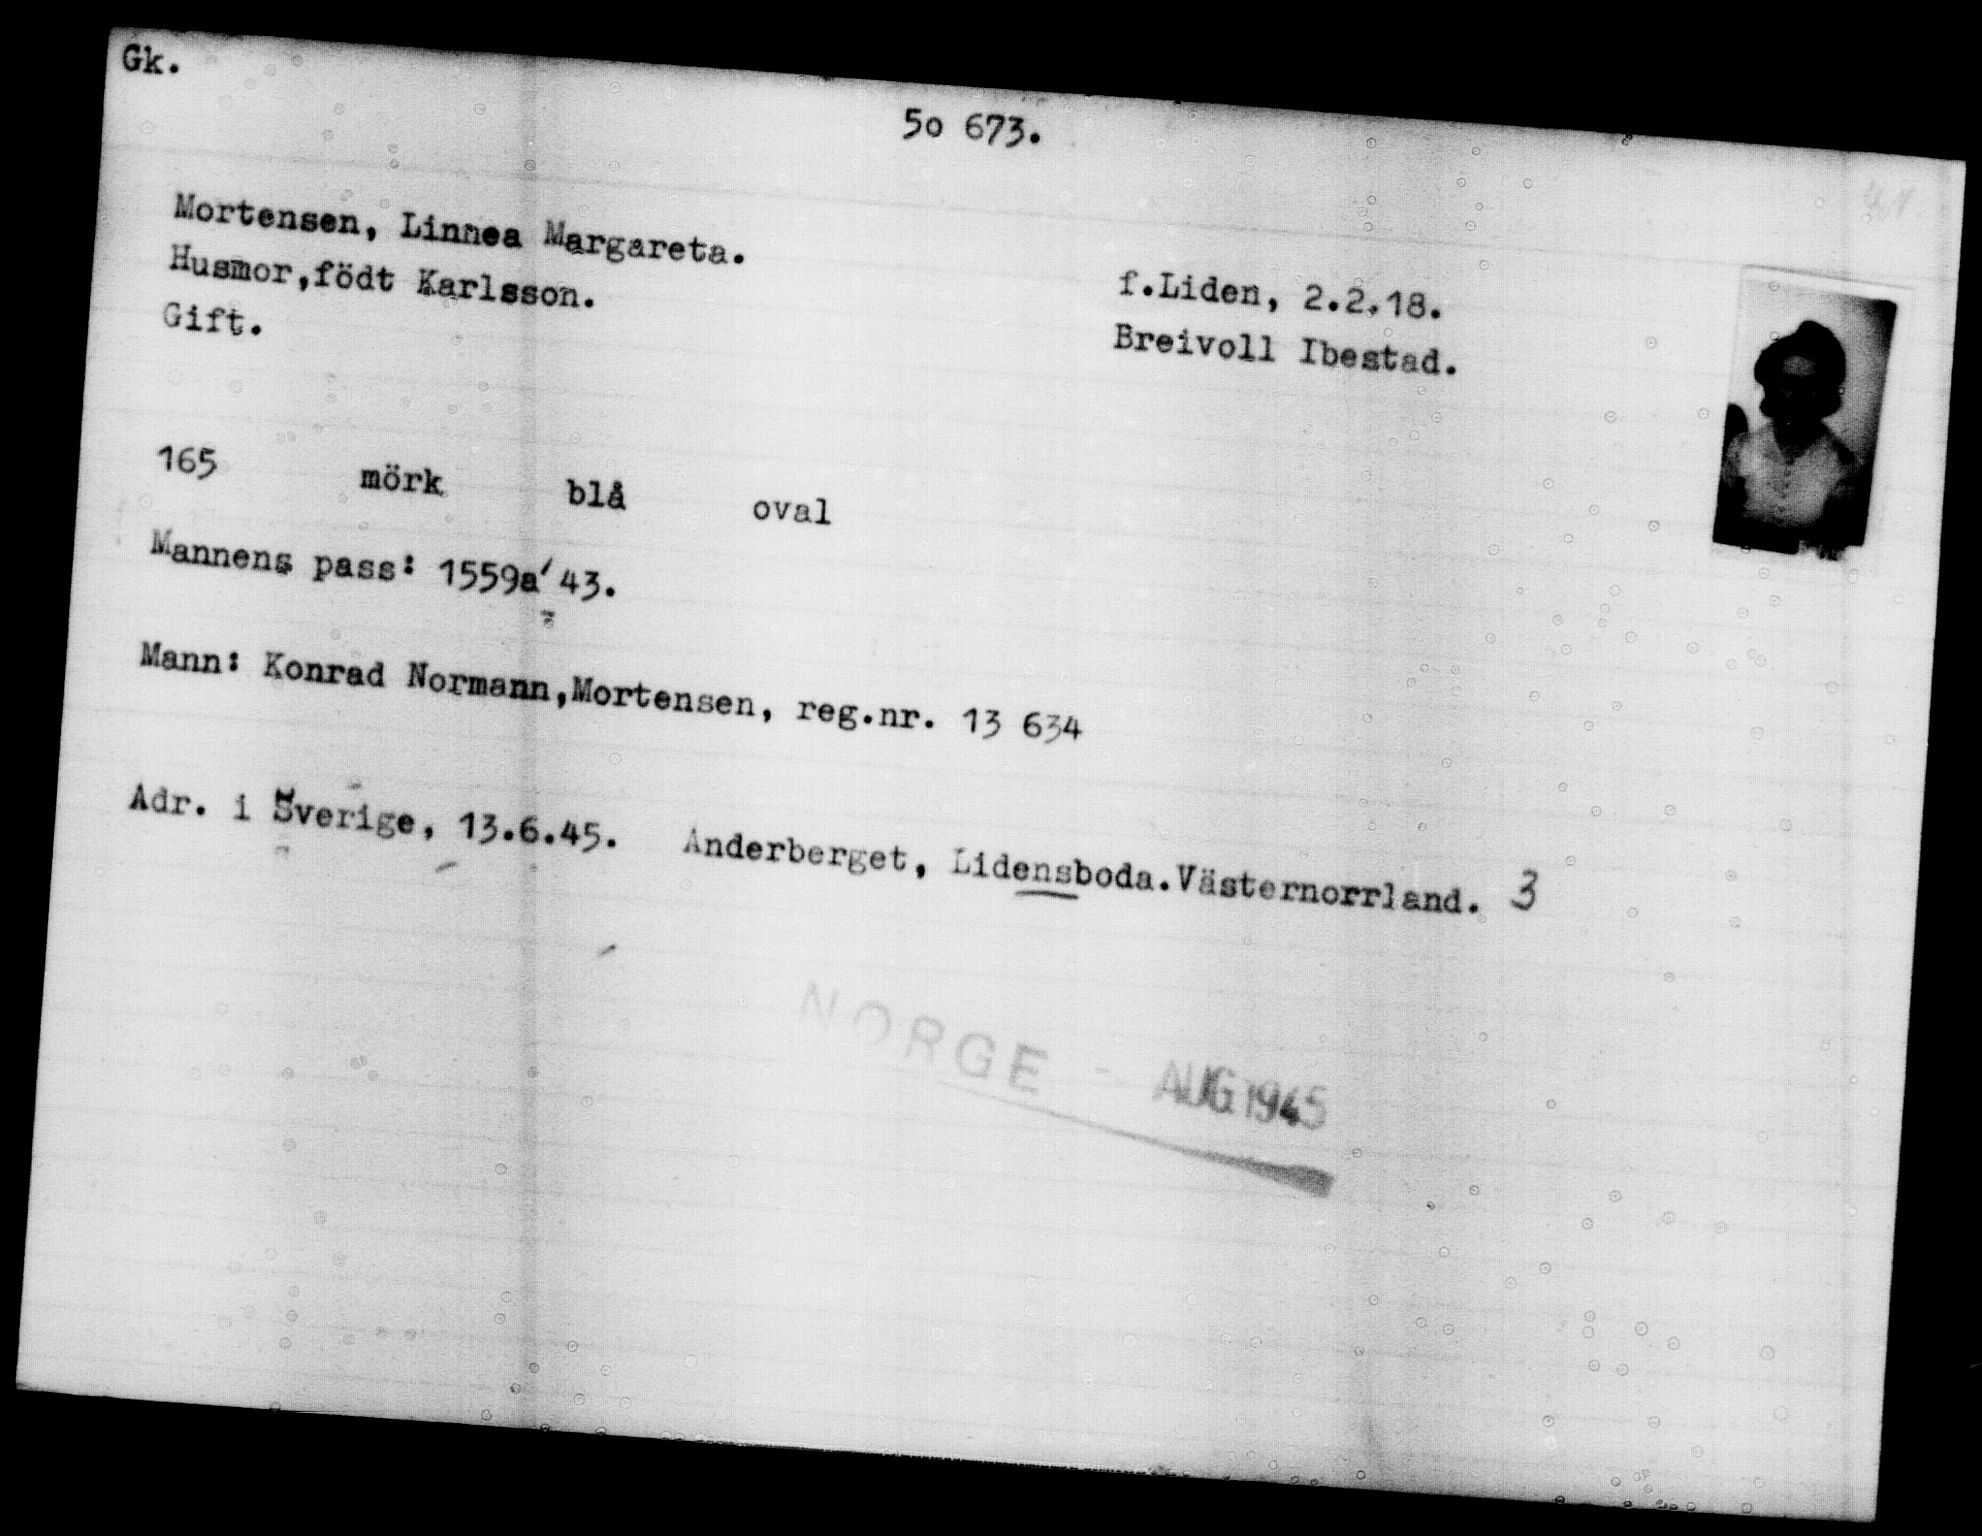 Gk.
5o 673.
Mortensen, Linnea Margareta.
Husmor,födt Karlsson.
Gift.
f.Liden, 2.2.18.
Breivoll Ibestad.
165 mörk blå oval
Mannens pass: 1559a/43.
Mann: Konrad Normann,Mortensen, reg.nr. 13 634
Adr. i Sverige, 13.6.45. Anderberget, Lidensboda.Västernorrland. 3
NORGE - AUG 1945